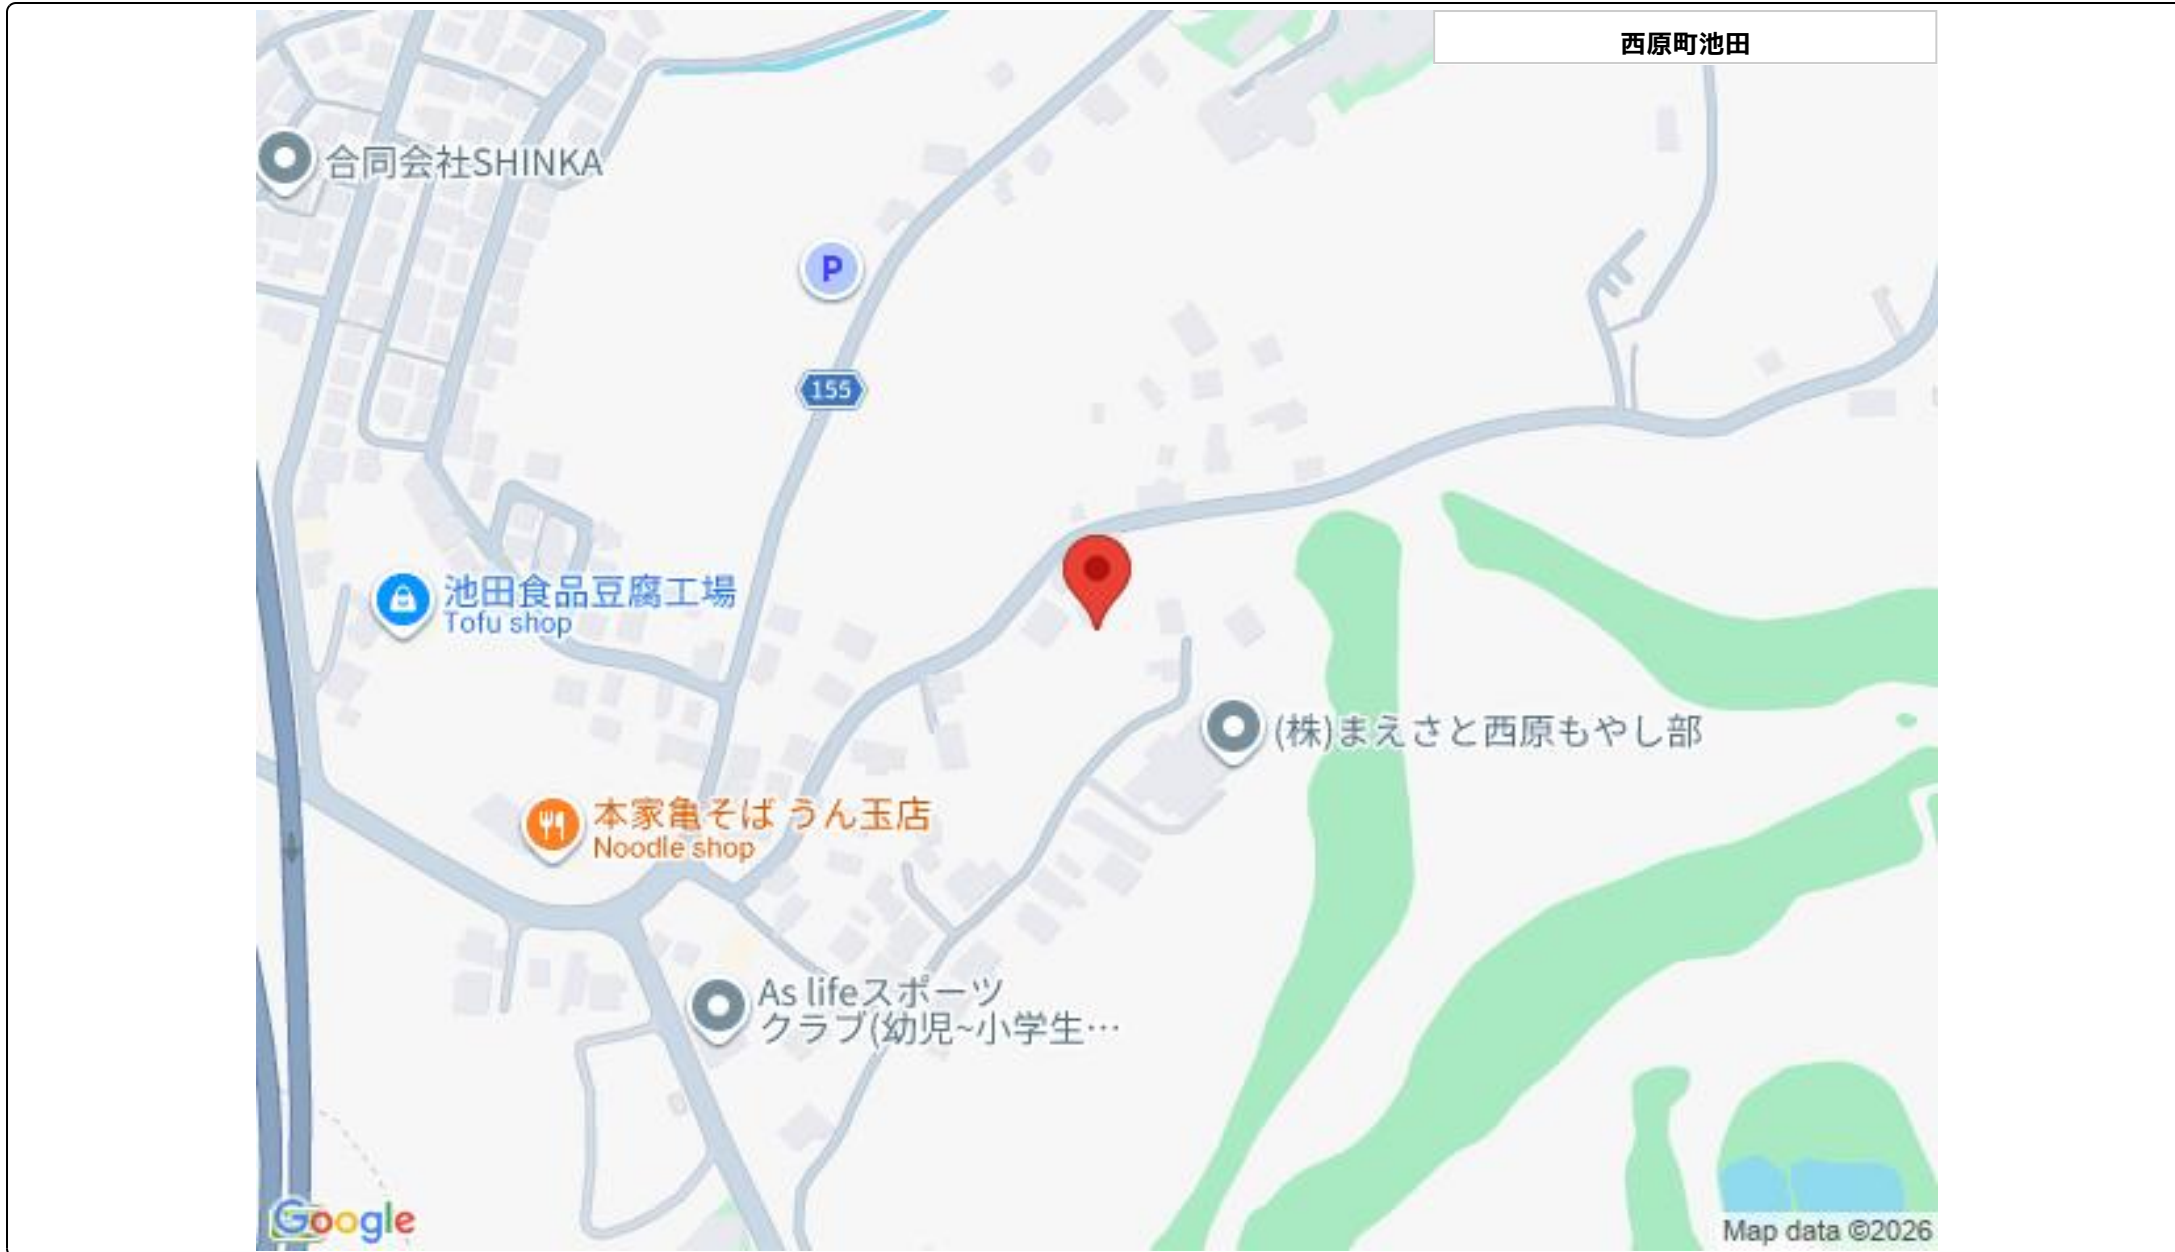 西原町池田
合同会社SHINKA
P
155
池田食品豆腐工場
Tofu shop
(株)まえさと西原もやし部
本家亀そば うん玉店
Noodle shop
As lifeスポーツ
クラブ(幼児~小学生…
Google
Map data ©2026